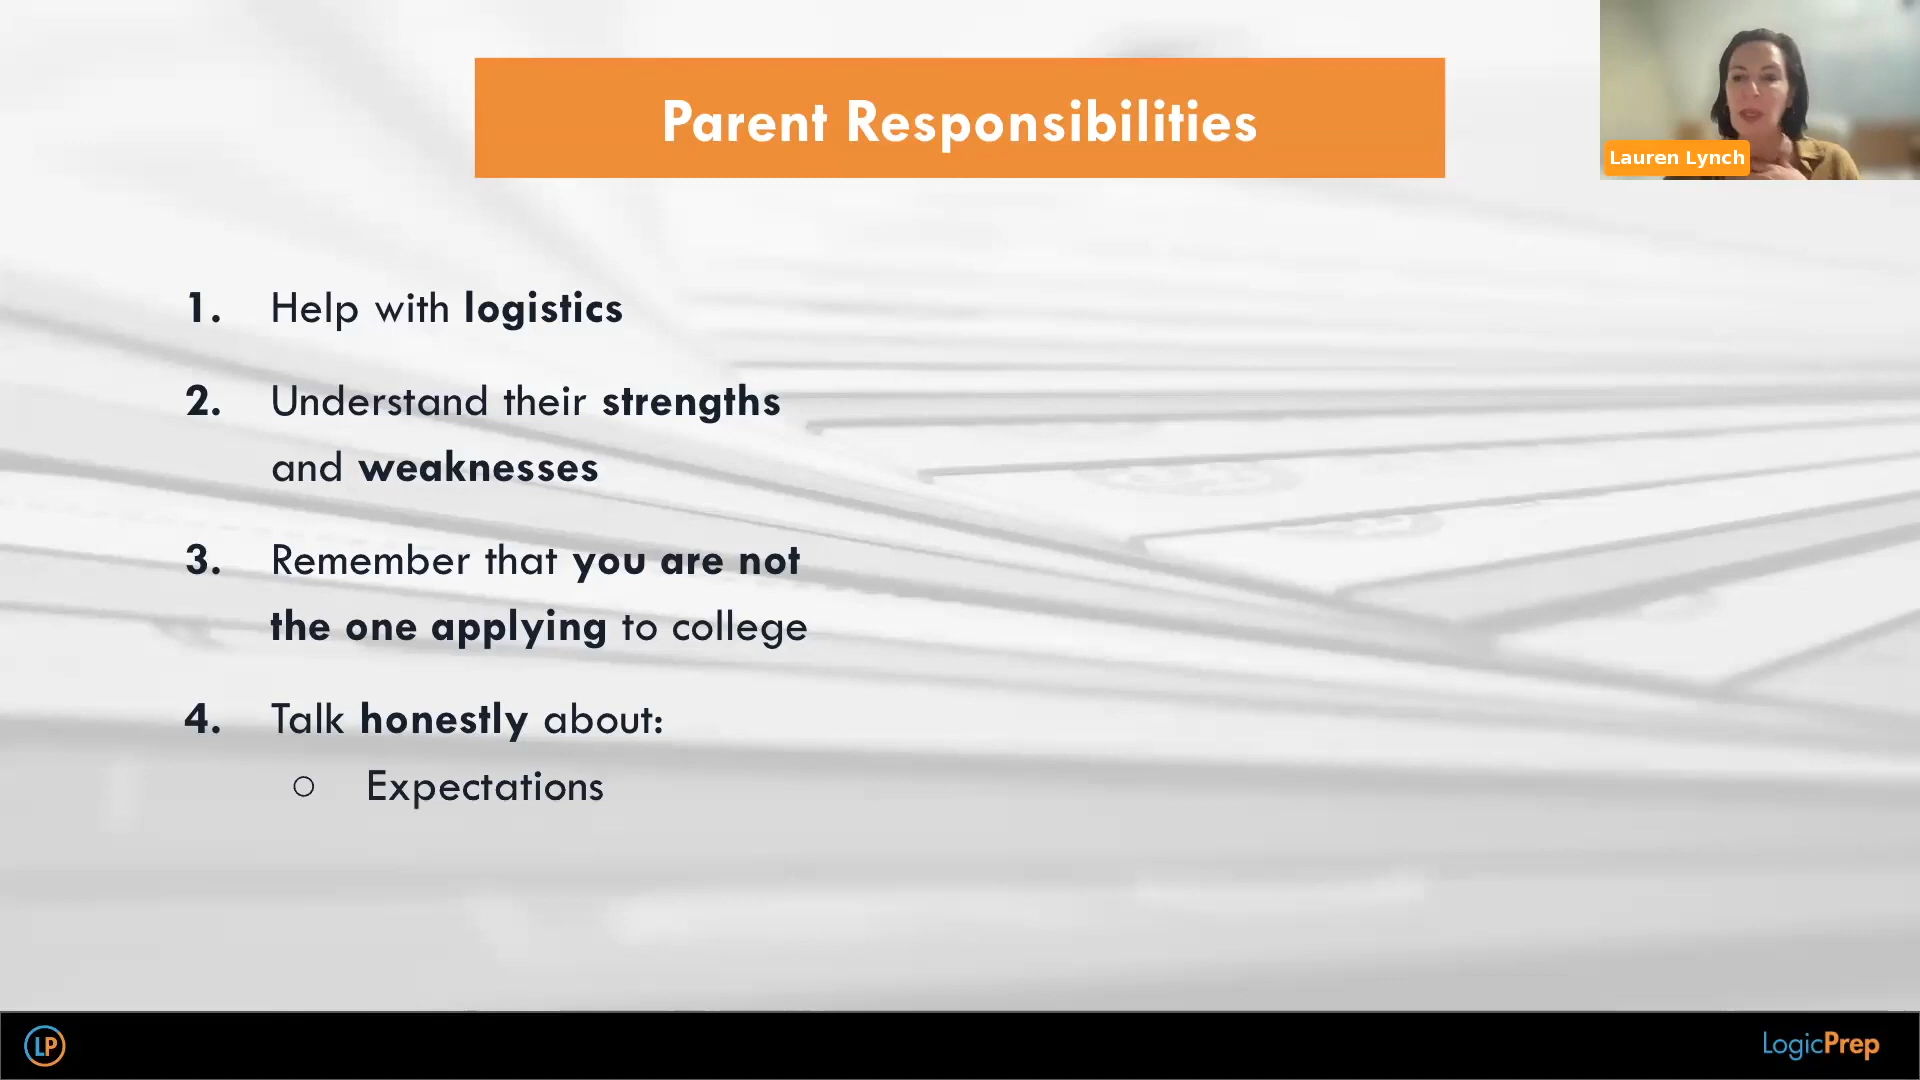 Parent Responsibilities
Lauren Lynch
1. Help with logistics
2. Understand their strengths
and weaknesses
3. Remember that you are not
the one applying to college
4. Talk honestly about:
○ Expectations
LP
LogicPrep